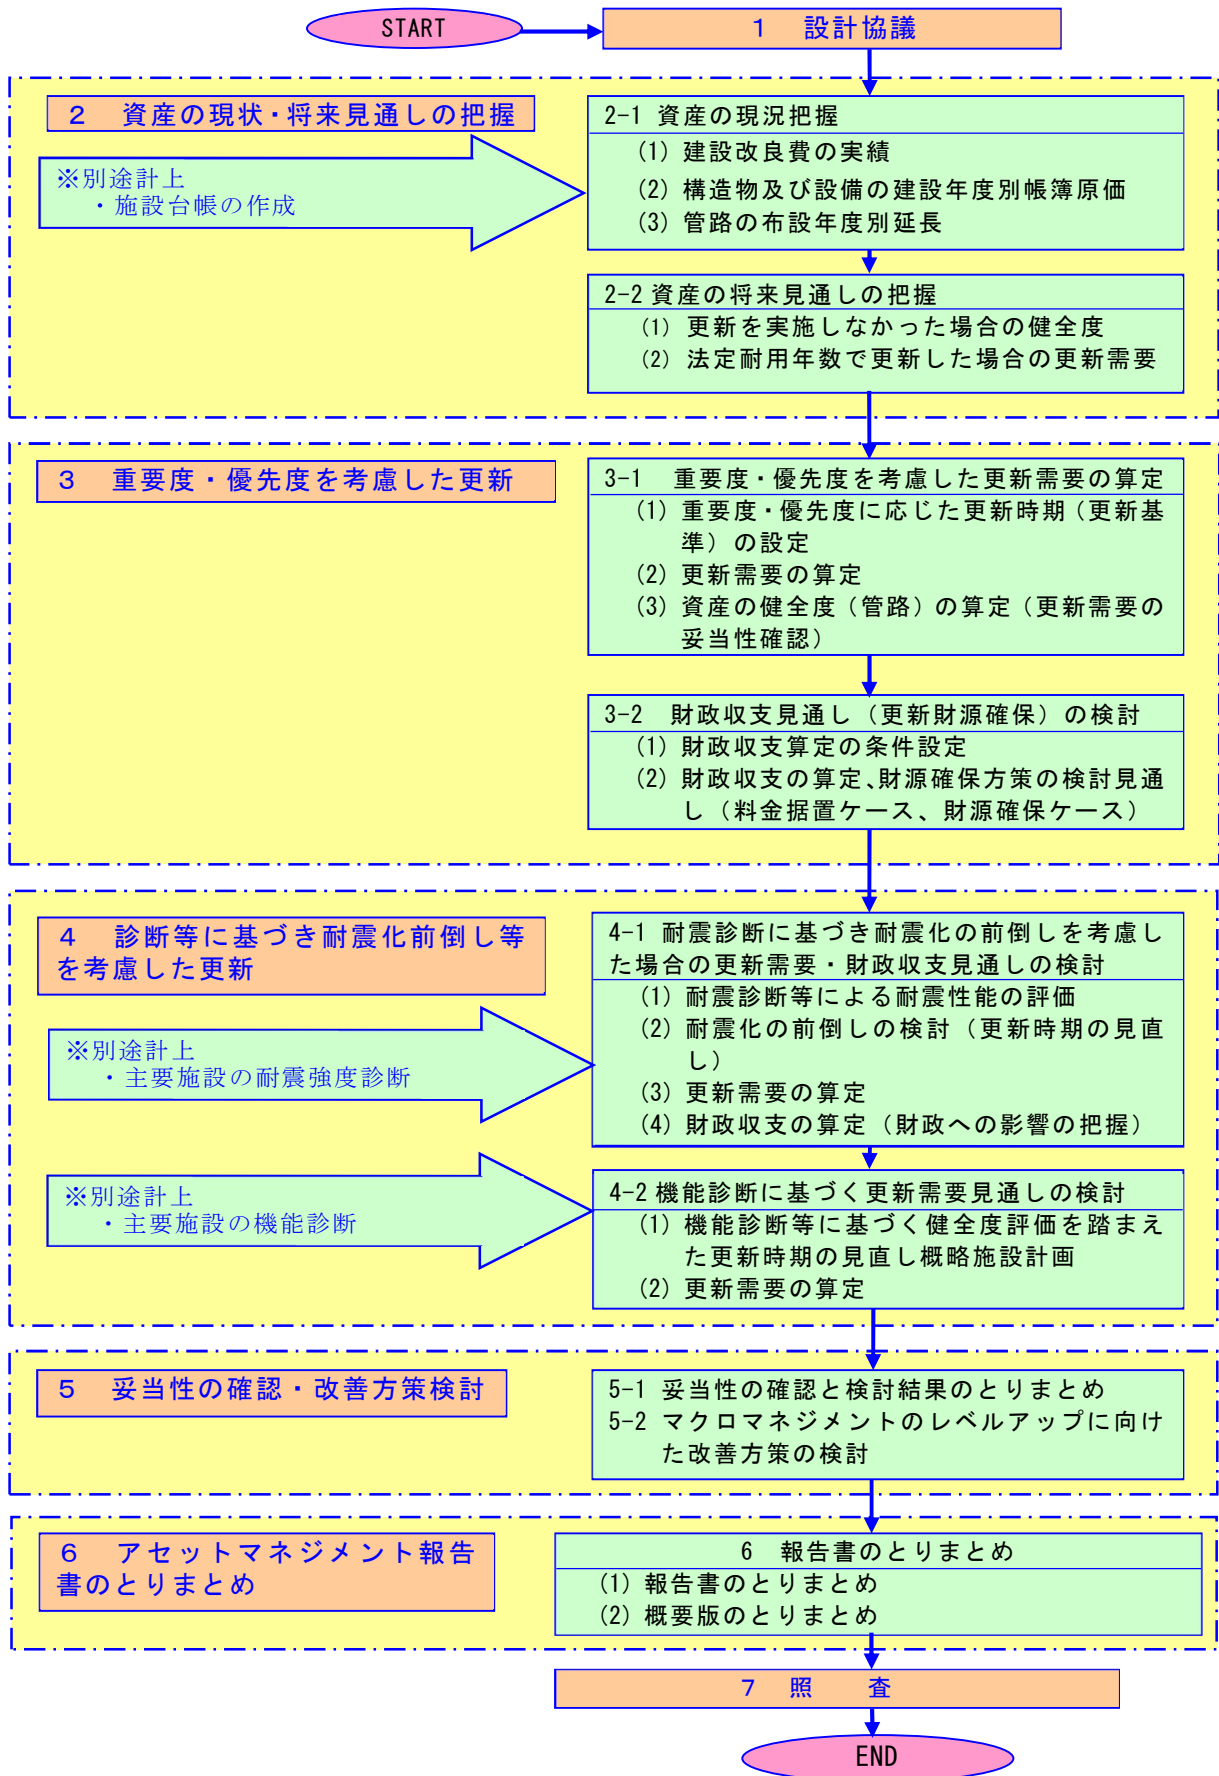 START
1 設計協議
2 資産の現状・将来見通しの把握
※別途計上
・施設台帳の作成
2-1 資産の現況把握
(1) 建設改良費の実績
(2) 構造物及び設備の建設年度別帳簿原価
(3) 管路の布設年度別延長
2-2 資産の将来見通しの把握
(1) 更新を実施しなかった場合の健全度
(2) 法定耐用年数で更新した場合の更新需要
3 重要度・優先度を考慮した更新
3-1 重要度・優先度を考慮した更新需要の算定
(1) 重要度・優先度に応じた更新時期（更新基
準）の設定
(2) 更新需要の算定
(3) 資産の健全度（管路）の算定（更新需要の
妥当性確認）
3-2 財政収支見通し（更新財源確保）の検討
(1) 財政収支算定の条件設定
(2) 財政収支の算定、財源確保方策の検討見通
し（料金据置ケース、財源確保ケース）
4 診断等に基づき耐震化前倒し等
を考慮した更新
※別途計上
・主要施設の耐震強度診断
4-1 耐震診断に基づき耐震化の前倒しを考慮し
た場合の更新需要・財政収支見通しの検討
(1) 耐震診断等による耐震性能の評価
(2) 耐震化の前倒しの検討（更新時期の見直
し）
(3) 更新需要の算定
(4) 財政収支の算定（財政への影響の把握）
※別途計上
・主要施設の機能診断
4-2 機能診断に基づく更新需要見通しの検討
(1) 機能診断等に基づく健全度評価を踏まえ
た更新時期の見直し概略施設計画
(2) 更新需要の算定
5 妥当性の確認・改善方策検討
5-1 妥当性の確認と検討結果のとりまとめ
5-2 マクロマネジメントのレベルアップに向け
た改善方策の検討
6 アセットマネジメント報告
書のとりまとめ
6 報告書のとりまとめ
(1) 報告書のとりまとめ
(2) 概要版のとりまとめ
7 照 査
END